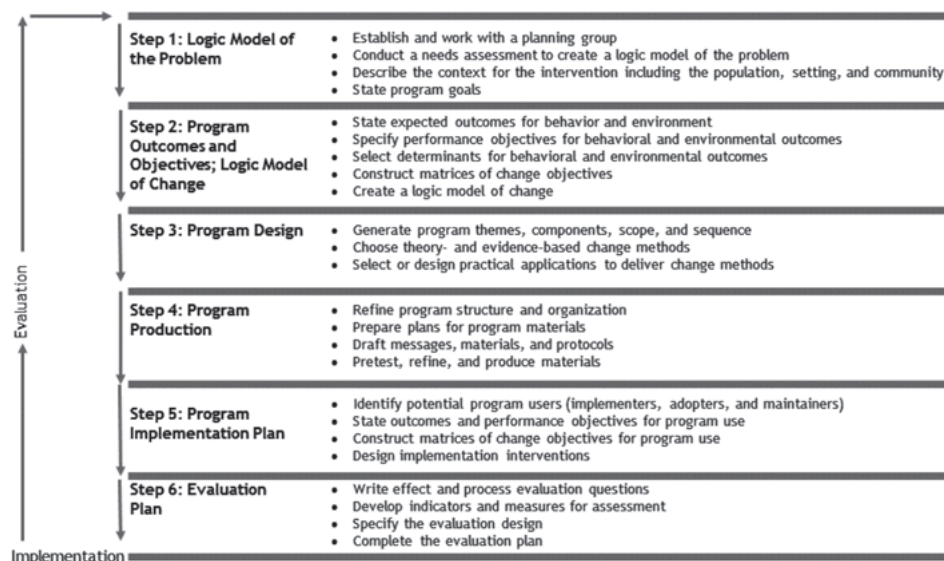 Step 1: Logic Model of
the Problem
• Establish and work with a planning group
• Conduct a needs assessment to create a logic model of the problem
• Describe the context for the intervention including the population, setting, and community
• State program goals
Step 2: Program
Outcomes and
Objectives; Logic Model
of Change
• State expected outcomes for behavior and environment
• Specify performance objectives for behavioral and environmental outcomes
• Select determinants for behavioral and environmental outcomes
• Construct matrices of change objectives
• Create a logic model of change
Step 3: Program Design
• Generate program themes, components, scope, and sequence
• Choose theory- and evidence-based change methods
• Select or design practical applications to deliver change methods
Evaluation
Step 4: Program
Production
• Refine program structure and organization
• Prepare plans for program materials
• Draft messages, materials, and protocols
• Pretest, refine, and produce materials
Step 5: Program
Implementation Plan
• Identify potential program users (implementers, adopters, and maintainers)
• State outcomes and performance objectives for program use
• Construct matrices of change objectives for program use
• Design implementation interventions
Step 6: Evaluation
Plan
• Write effect and process evaluation questions
• Develop indicators and measures for assessment
• Specify the evaluation design
• Complete the evaluation plan
Implementation